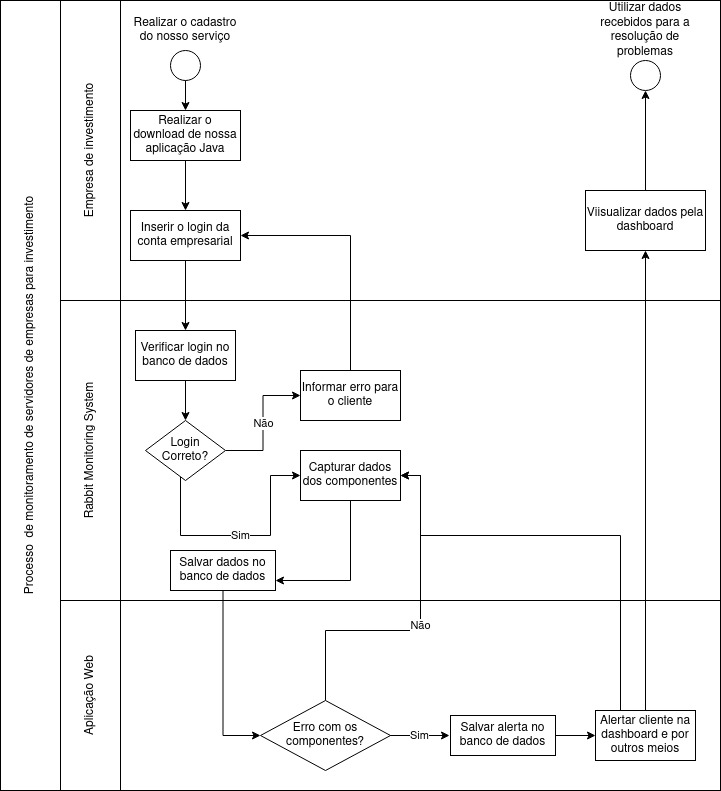 Processo  de monitoramento de servidores de empresas para investimento
Empresa de investimento
Realizar o cadastro
do nosso serviço
Realizar o
download de nossa
aplicação Java
Inserir o login da
conta empresarial
Utilizar dados
recebidos para a
resolução de
problemas
Viisualizar dados pela
dashboard
Rabbit Monitoring System
Verificar login no
banco de dados
Login
Correto?
Não
Informar erro para
o cliente
Sim
Capturar dados
dos componentes
Salvar dados no
banco de dados
Aplicação Web
Não
Erro com os
componentes?
Sim
Salvar alerta no
banco de dados
Alertar cliente na
dashboard e por
outros meios